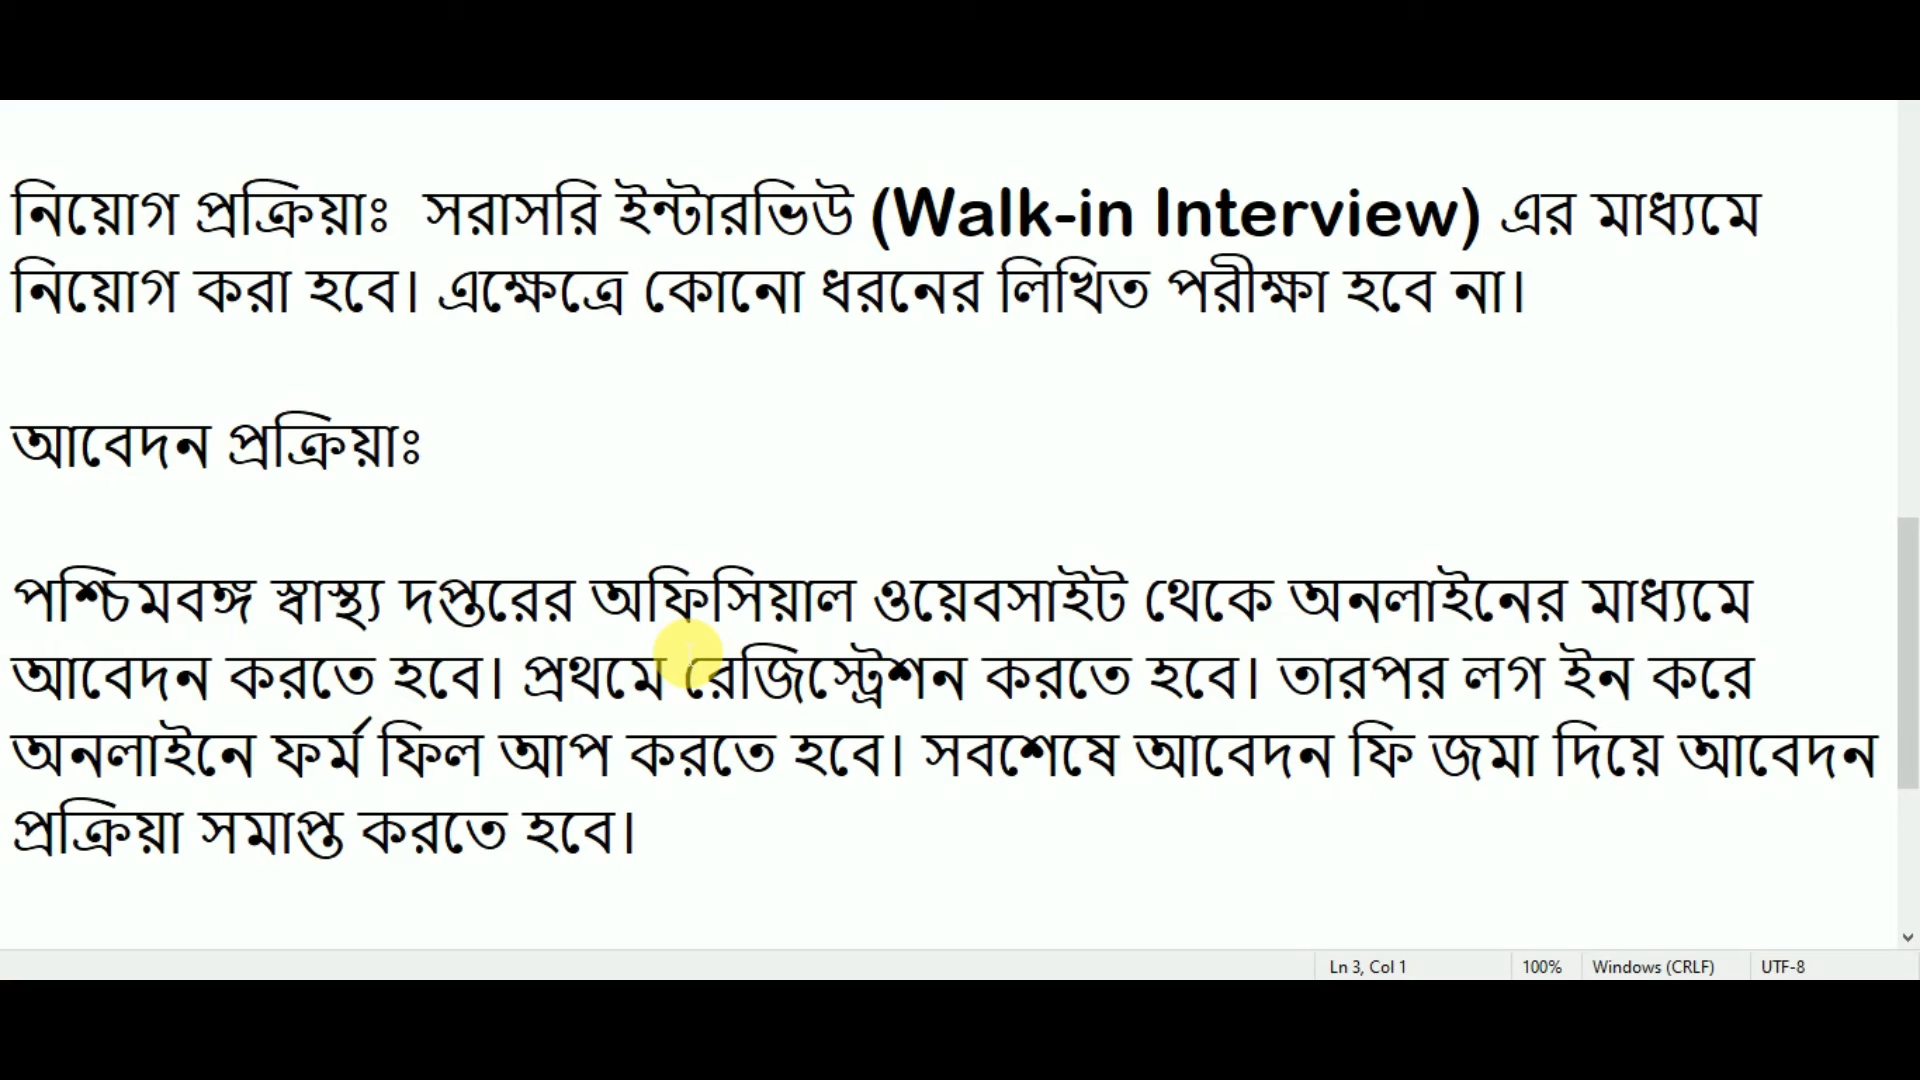 নিয়োগ প্রক্রিয়াঃ সরাসরি ইন্টারভিউ (Walk-in Interview) এর মাধ্যমে
নিয়োগ করা হবে। এক্ষেত্রে কোনো ধরনের লিখিত পরীক্ষা হবে না।
আবেদন প্রক্রিয়াঃ
পশ্চিমবঙ্গ স্বাস্থ্য দপ্তরের অফিসিয়াল ওয়েবসাইট থেকে অনলাইনের মাধ্যমে
আবেদন করতে হবে। প্রথমে রেজিস্ট্রেশন করতে হবে। তারপর লগ ইন করে
অনলাইনে ফর্ম ফিল আপ করতে হবে। সবশেষে আবেদন ফি জমা দিয়ে আবেদন
প্রক্রিয়া সমাপ্ত করতে হবে।
Ln 3, Col 1 100% Windows (CRLF) UTF-8